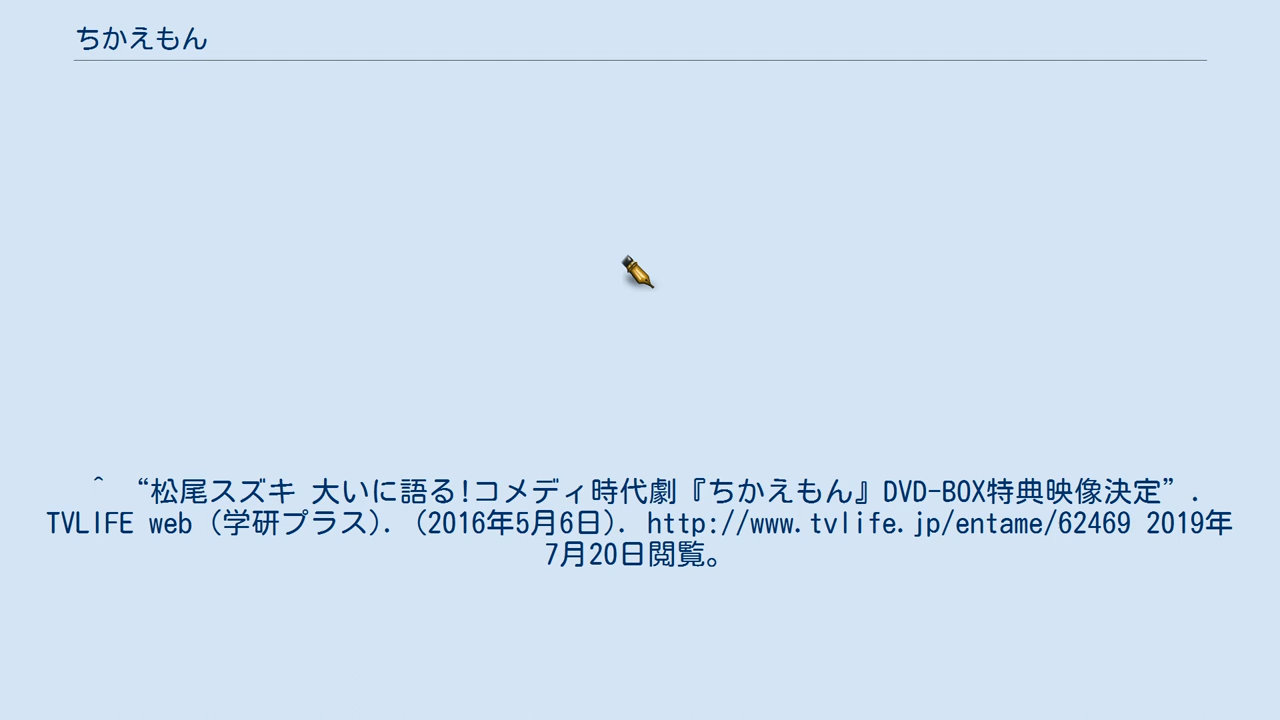 ちかえもん
^ “松尾スズキ 大いに語る!コメディ時代劇『ちかえもん』DVD-BOX特典映像決定”.
TVLIFE web (学研プラス). (2016年5月6日). http://www.tvlife.jp/entame/62469 2019年
7月20日閲覧。